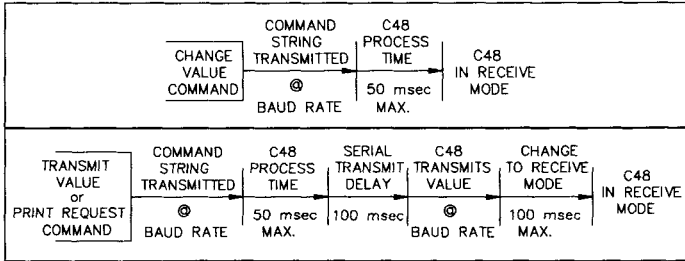 CHANGE VALUE COMMAND
COMMAND STRING TRANSMITTED
@ BAUD RATE
C48 PROCESS TIME
50 msec MAX.
C48 IN RECEIVE MODE
TRANSMIT VALUE or PRINT REQUEST COMMAND
COMMAND STRING TRANSMITTED
@ BAUD RATE
C48 PROCESS TIME
50 msec MAX.
SERIAL TRANSMIT DELAY
100 msec
C48 TRANSMITS VALUE
@ BAUD RATE
CHANGE TO RECEIVE MODE
100 msec MAX.
C48 IN RECEIVE MODE